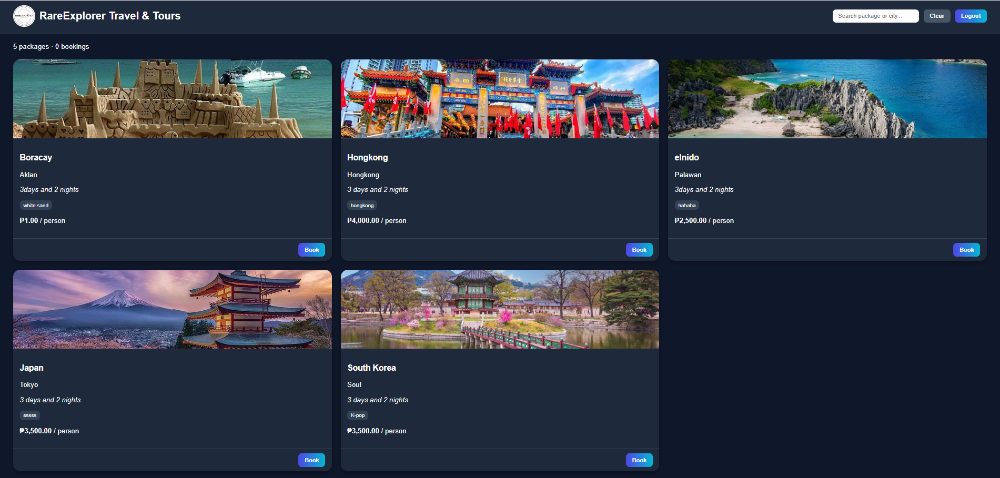 RareExplorer Travel & Tours
Search package or city...
Clear
Logout
5 packages · 0 bookings
Boracay
Aklan
3days and 2 nights
white sand
₱1.00 / person
Book
Hongkong
Hongkong
3 days and 2 nights
hongkong
₱4,000.00 / person
Book
elnido
Palawan
3days and 2 nights
hahaha
₱2,500.00 / person
Book
Japan
Tokyo
3 days and 2 nights
sssss
₱3,500.00 / person
Book
South Korea
Soul
3 days and 2 nights
K-pop
₱3,500.00 / person
Book